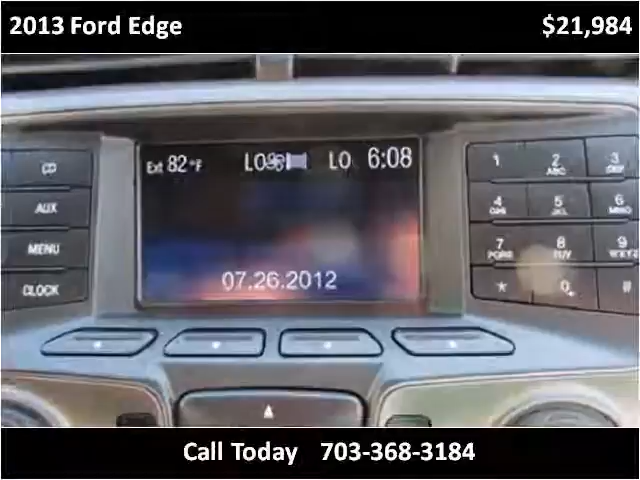 2013 Ford Edge $21,984
Ext 82°F LO LO 6:08
CD 1 2 ABC 3 DEF
AUX 4 GHI 5 JKL 6 MNO
MENU 7 PQRS 8 TUV 9 WXYZ
CLOCK * 0 #
07.26.2012
Call Today 703-368-3184